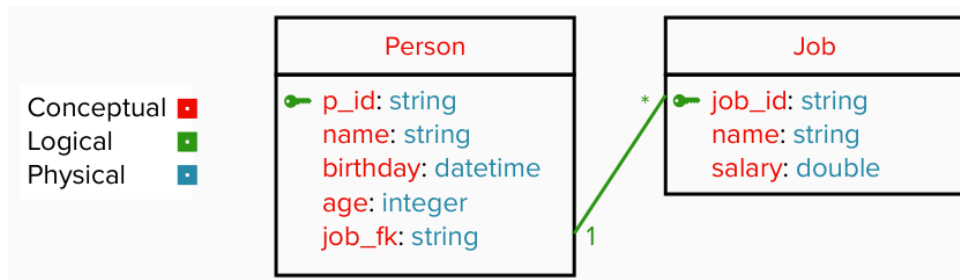 Conceptual
Logical
Physical
Person
p_id: string
name: string
birthday: datetime
age: integer
job_fk: string
1
*
Job
job_id: string
name: string
salary: double